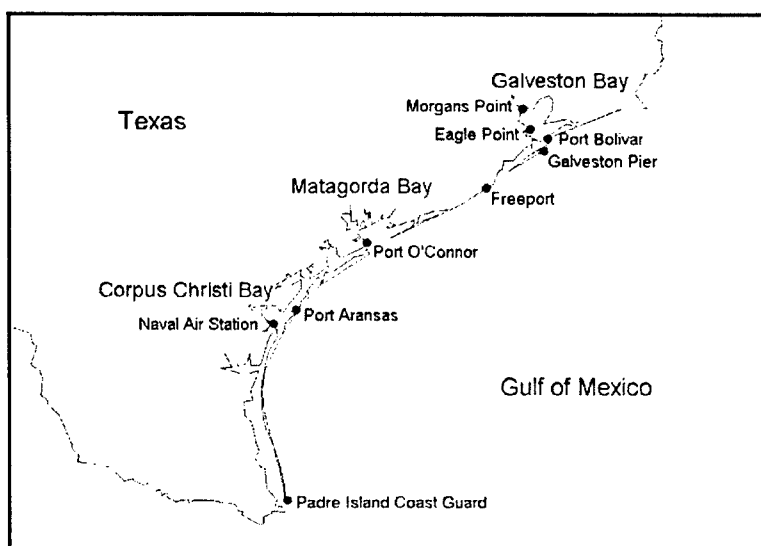 Galveston Bay
Morgans Point
Texas
Eagle Point
Port Bolivar
Galveston Pier
Matagorda Bay
Freeport
Port O'Connor
Corpus Christi Bay
Port Aransas
Naval Air Station
Gulf of Mexico
Padre Island Coast Guard